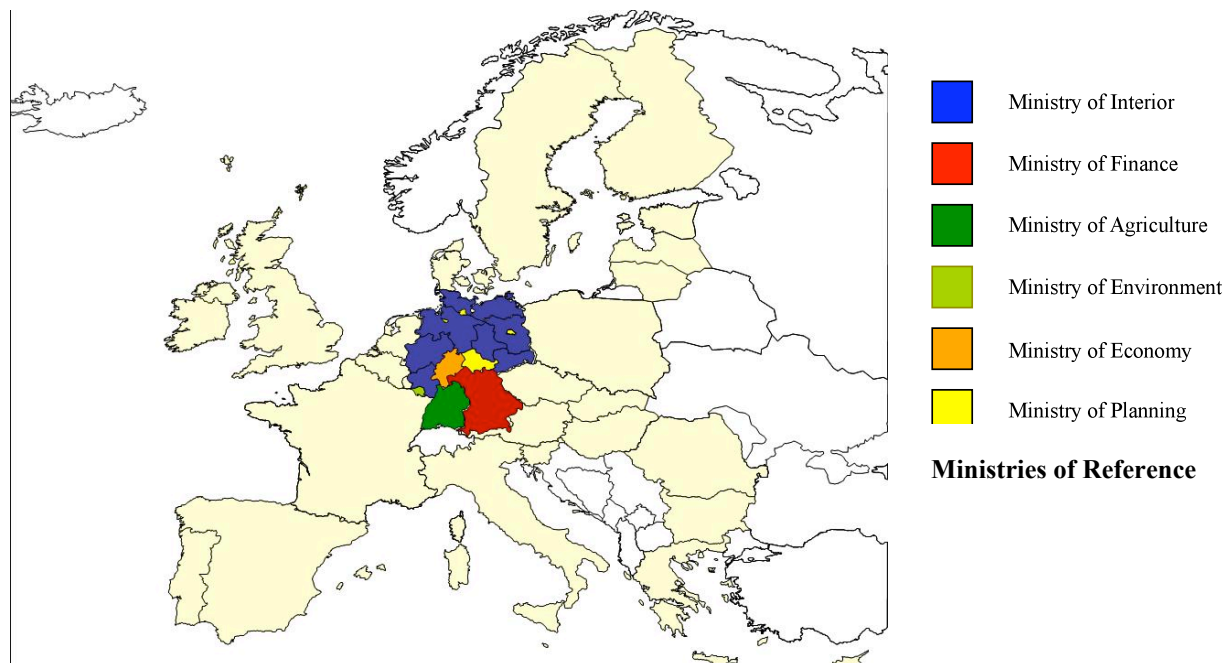 Ministry of Interior
Ministry of Finance
Ministry of Agriculture
Ministry of Environment
Ministry of Economy
Ministry of Planning
Ministries of Reference